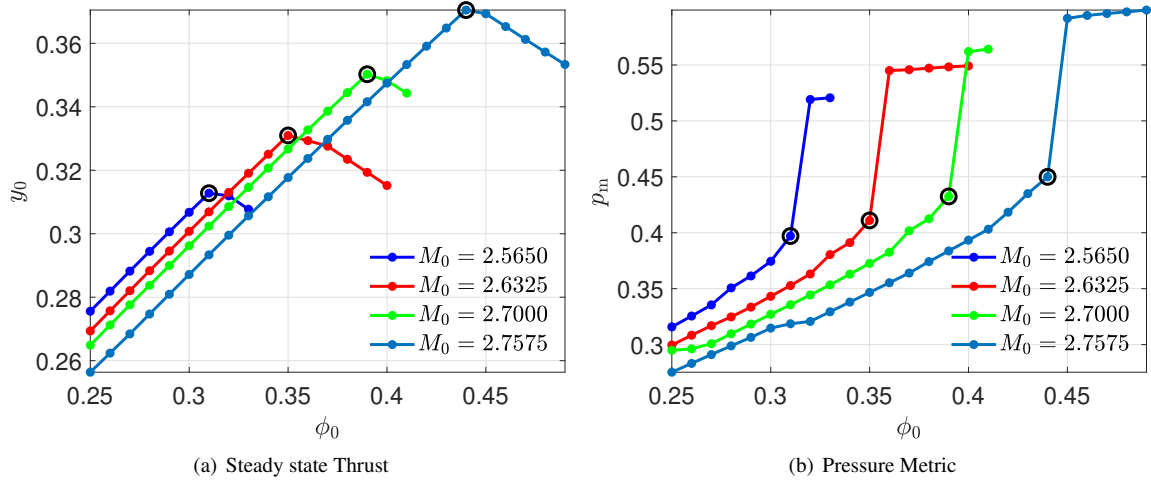 0.36
0.34
0.32
0.3
0.28
0.26
y₀
0.25
0.3
0.35
0.4
0.45
ϕ₀
M₀ = 2.5650
M₀ = 2.6325
M₀ = 2.7000
M₀ = 2.7575
(a) Steady state Thrust
0.55
0.5
0.45
0.4
0.35
0.3
pₘ
0.25
0.3
0.35
0.4
0.45
ϕ₀
M₀ = 2.5650
M₀ = 2.6325
M₀ = 2.7000
M₀ = 2.7575
(b) Pressure Metric